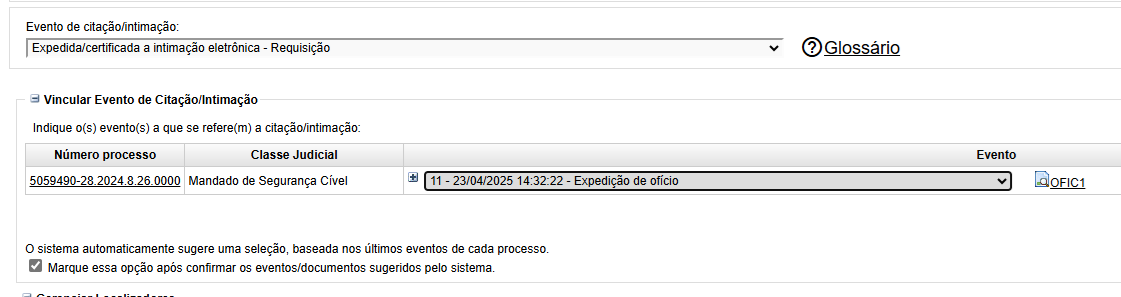 Evento de citação/intimação:
Expedida/certificada a intimação eletrônica - Requisição
Glossário
Vincular Evento de Citação/Intimação
Indique o(s) evento(s) a que se refere(m) a citação/intimação:
Número processo Classe Judicial Evento
5059490-28.2024.8.26.0000 Mandado de Segurança Cível 11 - 23/04/2025 14:32:22 - Expedição de ofício OFIC1
O sistema automaticamente sugere uma seleção, baseada nos últimos eventos de cada processo.
Marque essa opção após confirmar os eventos/documentos sugeridos pelo sistema.
Gerenciar Localizadores